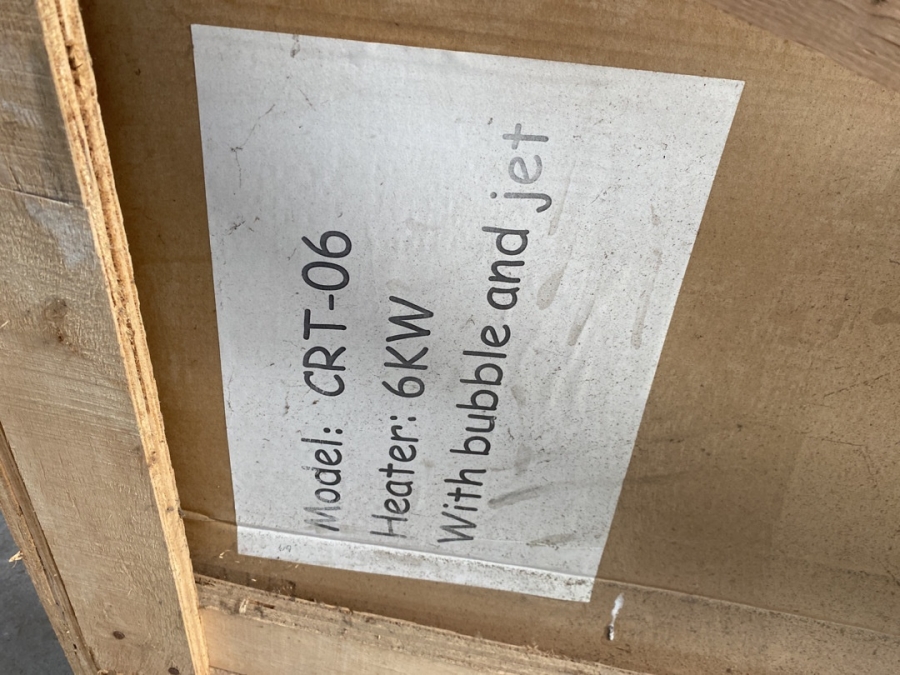 Model: CRT-06
Heater: 6KW
With bubble and jet